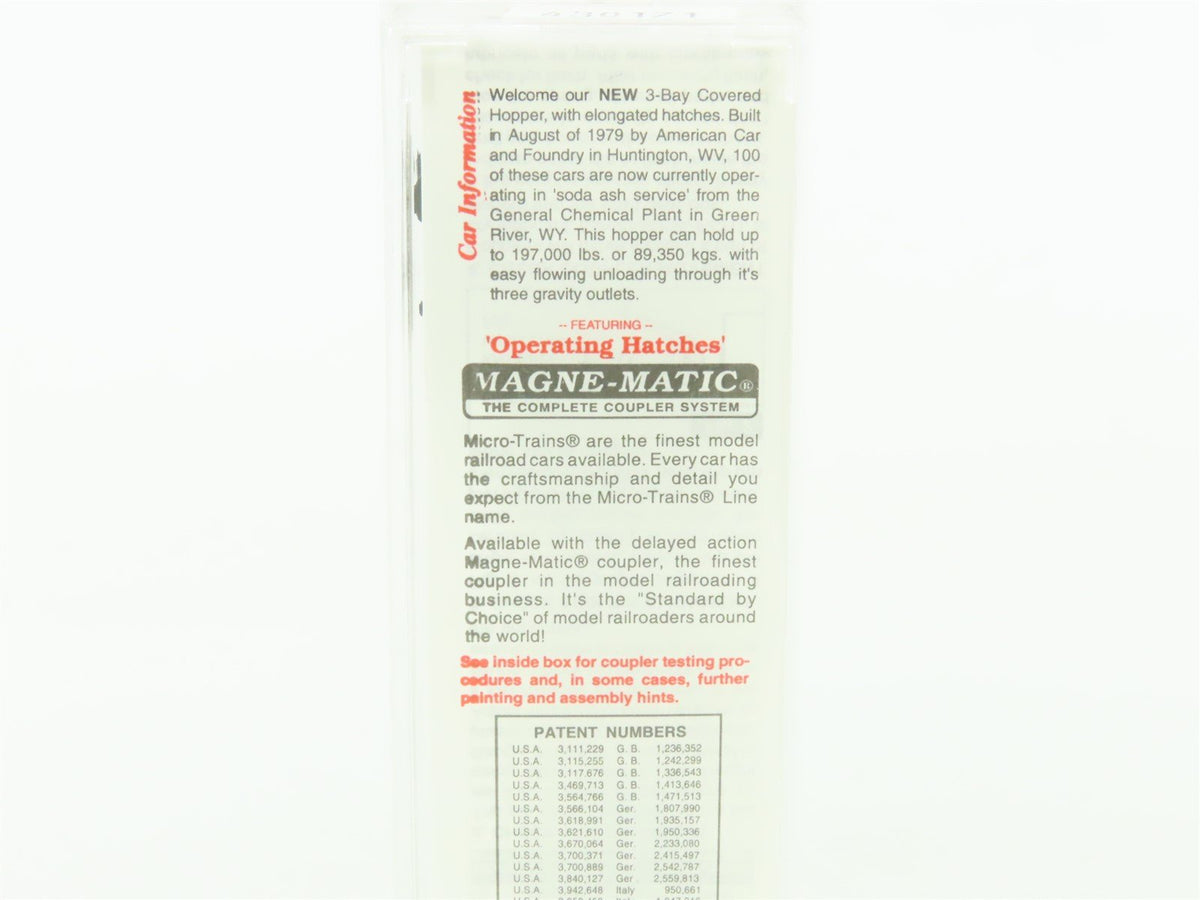 Car Information
Welcome our NEW 3-Bay Covered
Hopper, with elongated hatches. Built
in August of 1979 by American Car
and Foundry in Huntington, WV, 100
of these cars are now currently oper-
ating in 'soda ash service' from the
General Chemical Plant in Green
River, WY. This hopper can hold up
to 197,000 lbs. or 89,350 kgs. with
easy flowing unloading through it's
three gravity outlets.
-- FEATURING --
'Operating Hatches'
MAGNE-MATIC®
THE COMPLETE COUPLER SYSTEM
Micro-Trains® are the finest model
railroad cars available. Every car has
the craftsmanship and detail you
expect from the Micro-Trains® Line
name.
Available with the delayed action
Magne-Matic® coupler, the finest
coupler in the model railroading
business. It's the "Standard by
Choice" of model railroaders around
the world!
See inside box for coupler testing pro-
cedures and, in some cases, further
painting and assembly hints.
PATENT NUMBERS
U.S.A. 3,111,229 G. B. 1,236,352
U.S.A. 3,115,255 G. B. 1,242,299
U.S.A. 3,117,676 G. B. 1,336,543
U.S.A. 3,469,713 G. B. 1,413,646
U.S.A. 3,564,766 G. B. 1,471,513
U.S.A. 3,566,104 Ger. 1,807,990
U.S.A. 3,618,991 Ger. 1,935,157
U.S.A. 3,621,610 Ger. 1,950,336
U.S.A. 3,670,064 Ger. 2,233,080
U.S.A. 3,700,371 Ger. 2,415,497
U.S.A. 3,700,889 Ger. 2,542,787
U.S.A. 3,840,127 Ger. 2,559,813
U.S.A. 3,942,648 Italy 950,661